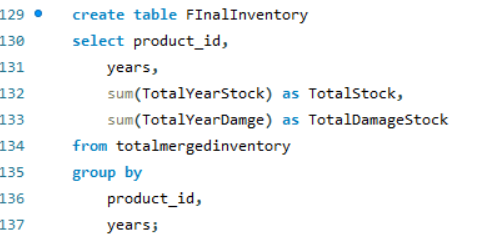 129 create table FInalInventory
130 select product_id,
131 years,
132 sum(TotalYearStock) as TotalStock,
133 sum(TotalYearDamge) as TotalDamageStock
134 from totalmergedinventory
135 group by
136 product_id,
137 years;